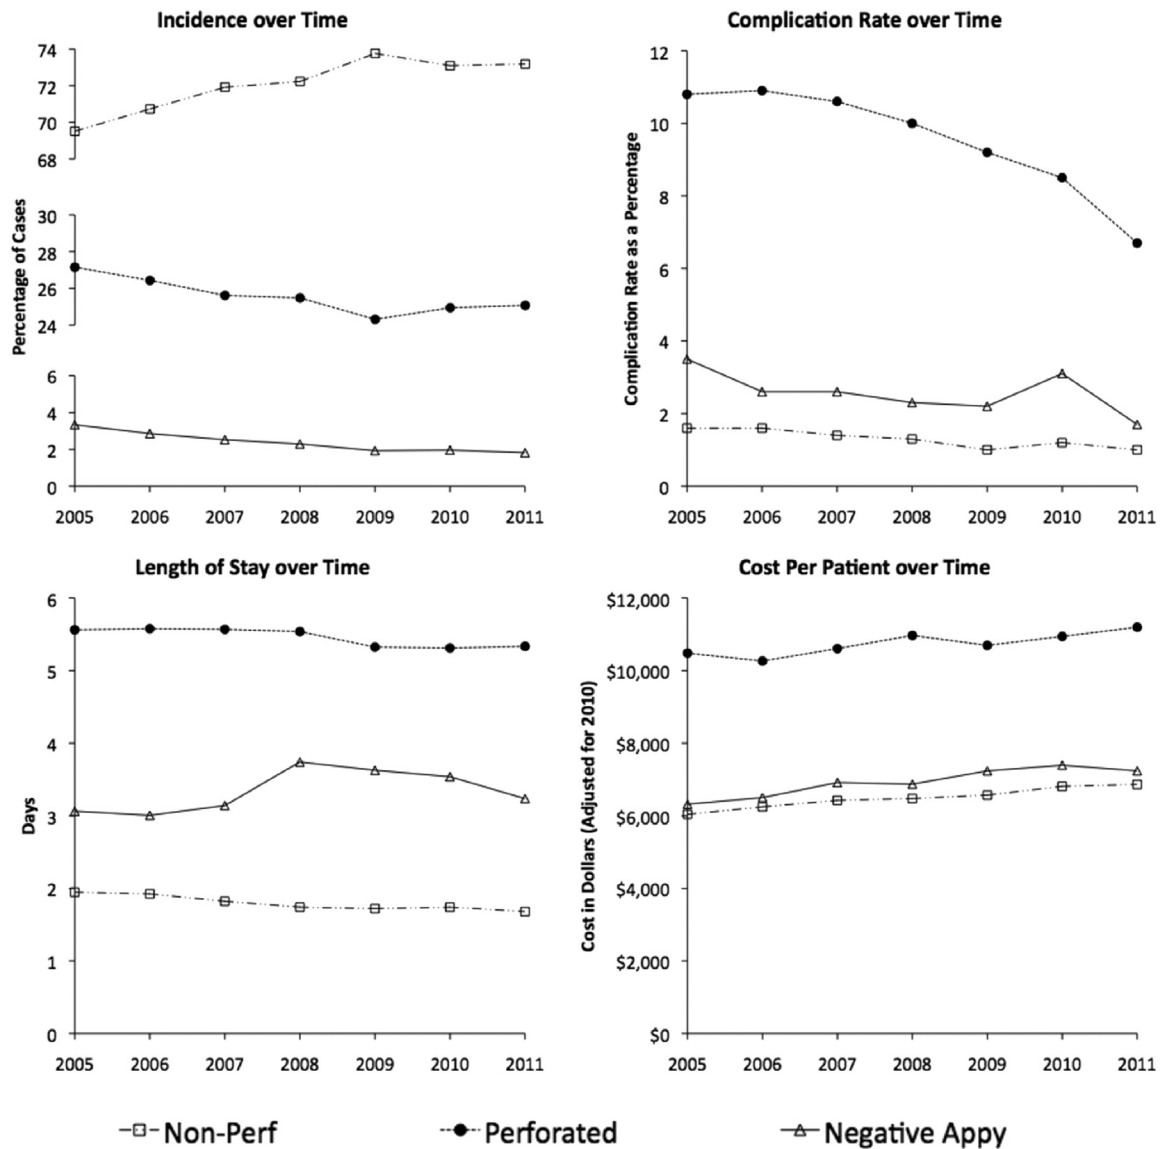 Incidence over Time
Percentage of Cases
74
72
70
68
30
28
26
24
6
4
2
0
2005 2006 2007 2008 2009 2010 2011
Complication Rate over Time
Complication Rate as a Percentage
12
10
8
6
4
2
0
2005 2006 2007 2008 2009 2010 2011
Length of Stay over Time
Days
6
5
4
3
2
1
0
2005 2006 2007 2008 2009 2010 2011
Cost Per Patient over Time
Cost in Dollars (Adjusted for 2010)
$12,000
$10,000
$8,000
$6,000
$4,000
$2,000
$0
2005 2006 2007 2008 2009 2010 2011
Non-Perf Perforated Negative Appy